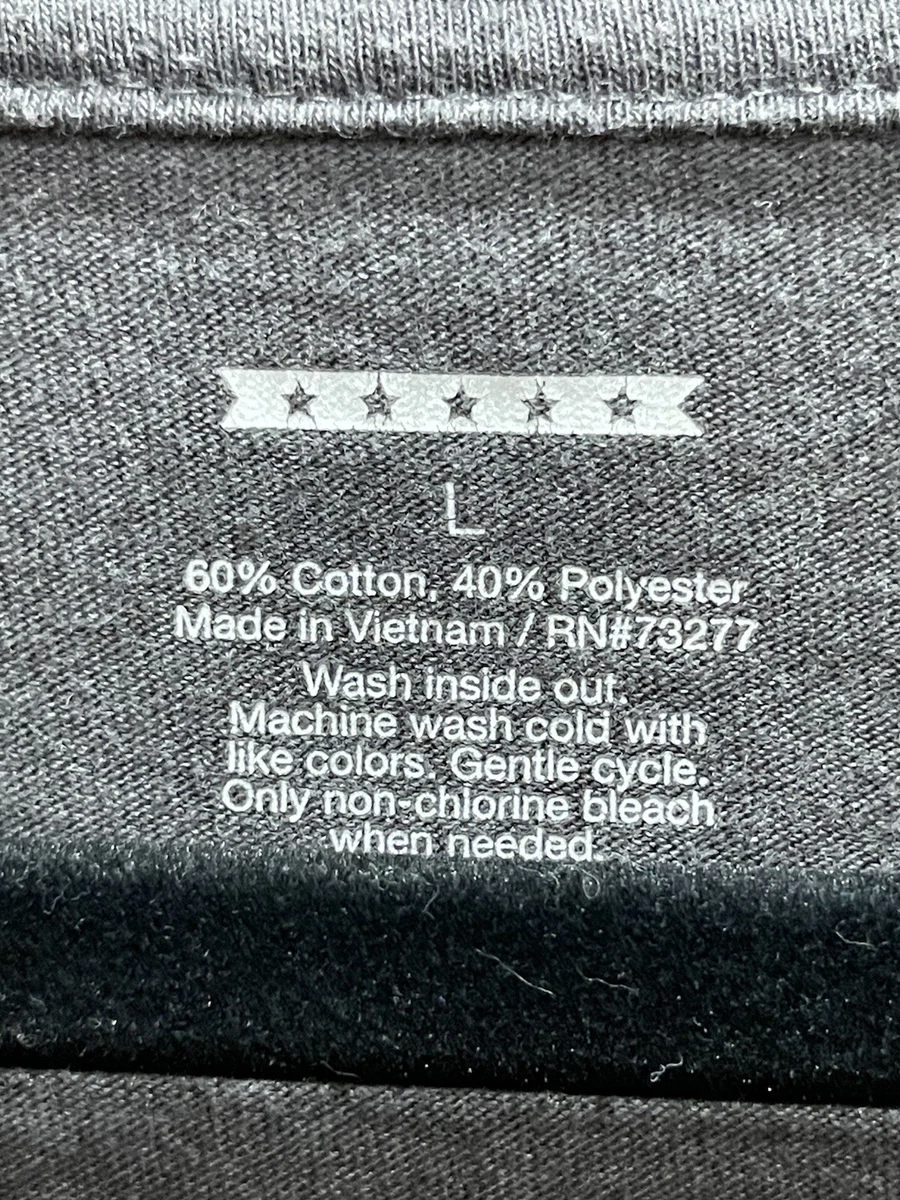 L
60% Cotton, 40% Polyester
Made in Vietnam / RN#73277
Wash inside out.
Machine wash cold with
like colors. Gentle cycle.
Only non-chlorine bleach
when needed.